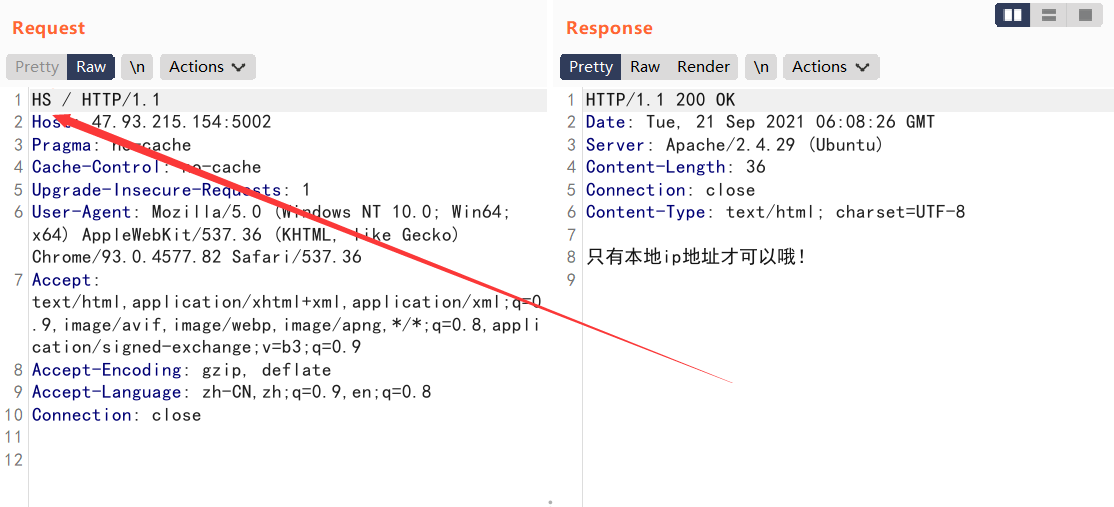 Request
Pretty Raw \n Actions
1 HS / HTTP/1.1
2 Host: 47.93.215.154:5002
3 Pragma: no-cache
4 Cache-Control: no-cache
5 Upgrade-Insecure-Requests: 1
6 User-Agent: Mozilla/5.0 (Windows NT 10.0; Win64;
x64) AppleWebKit/537.36 (KHTML, like Gecko)
Chrome/93.0.4577.82 Safari/537.36
7 Accept:
text/html,application/xhtml+xml,application/xml;q=0
.9,image/avif,image/webp,image/apng,*/*;q=0.8,appli
cation/signed-exchange;v=b3;q=0.9
8 Accept-Encoding: gzip, deflate
9 Accept-Language: zh-CN,zh;q=0.9,en;q=0.8
10 Connection: close
11
12
Response
Pretty Raw Render \n Actions
1 HTTP/1.1 200 OK
2 Date: Tue, 21 Sep 2021 06:08:26 GMT
3 Server: Apache/2.4.29 (Ubuntu)
4 Content-Length: 36
5 Connection: close
6 Content-Type: text/html; charset=UTF-8
7
8 只有本地ip地址才可以哦!
9